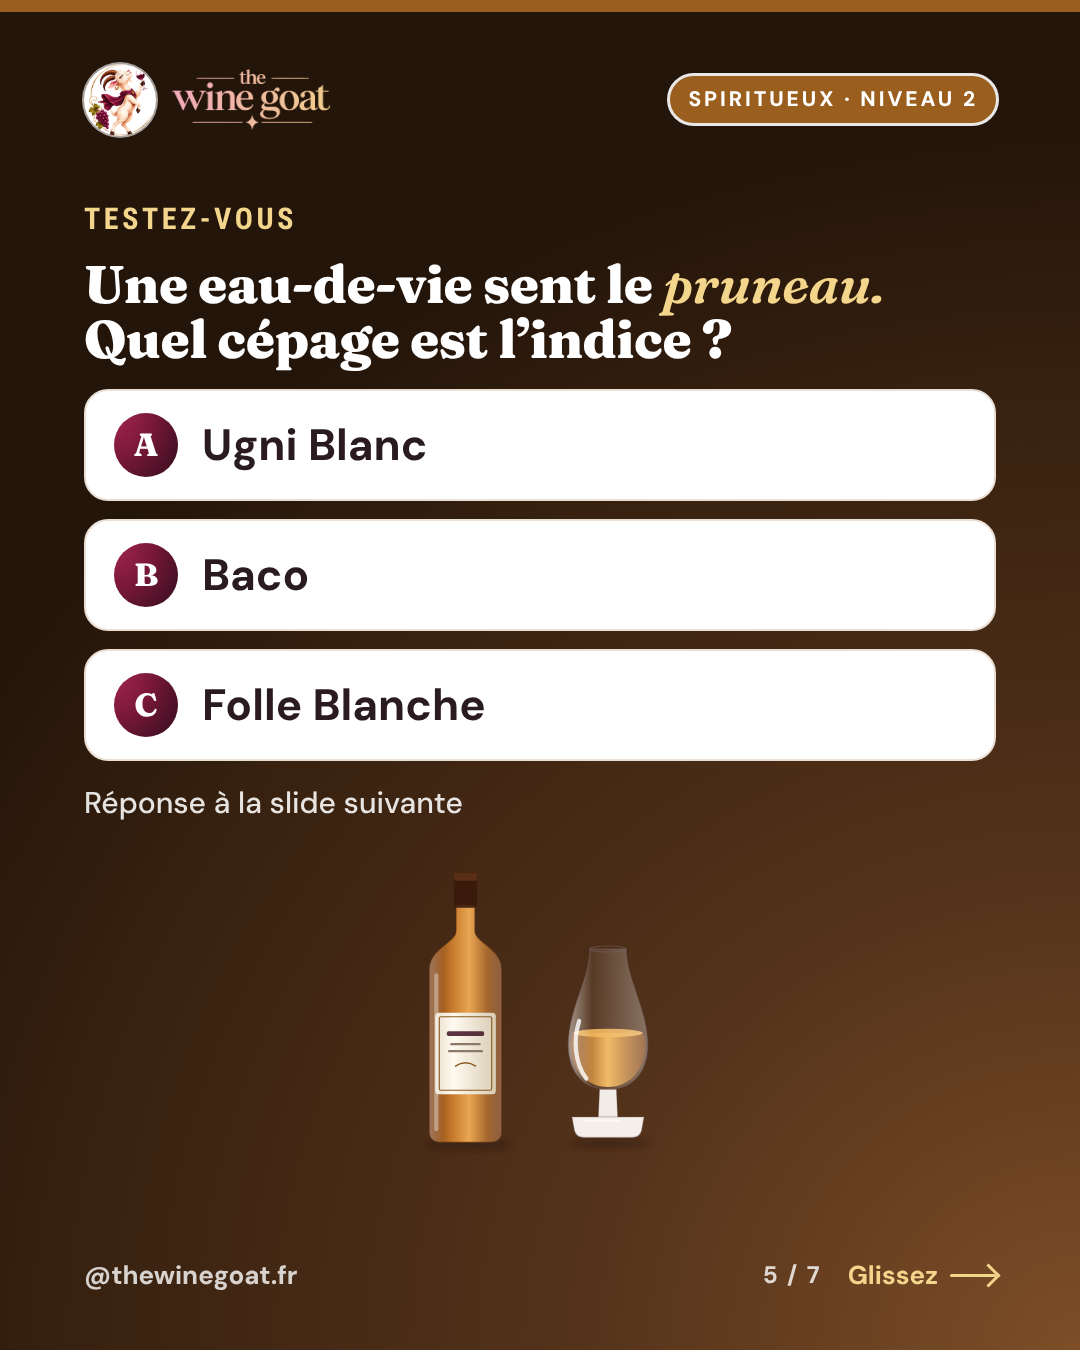 the
wine goat
SPIRITUEUX · NIVEAU 2
TESTEZ-VOUS
Une eau-de-vie sent le pruneau.
Quel cépage est l’indice ?
A Ugni Blanc
B Baco
C Folle Blanche
Réponse à la slide suivante
@thewinegoat.fr
5 / 7 Glissez